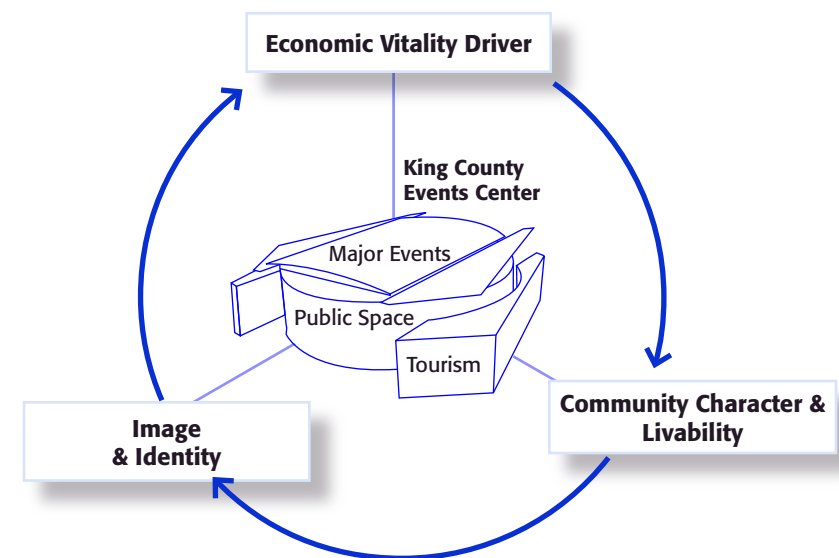 Economic Vitality Driver
King County
Events Center
Major Events
Public Space
Tourism
Community Character &
Livability
Image
& Identity